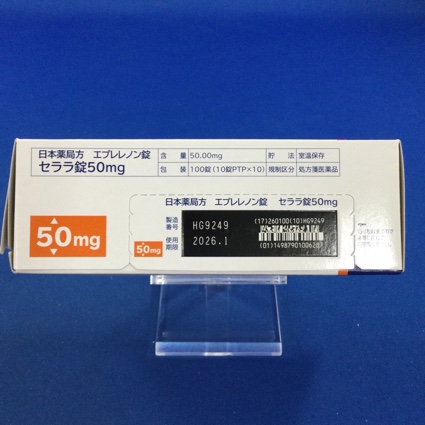 日本薬局方 エプレレノン錠
セララ錠50mg
含量 50.00mg 貯法 室温保存
包装 100錠(10錠PTP×10) 規制区分 処方箋医薬品
日本薬局方 エプレレノン錠 セララ錠50mg
製造番号 HG9249
使用期限 2026.1
(17)260100(10)HG9249
50mg
50mg